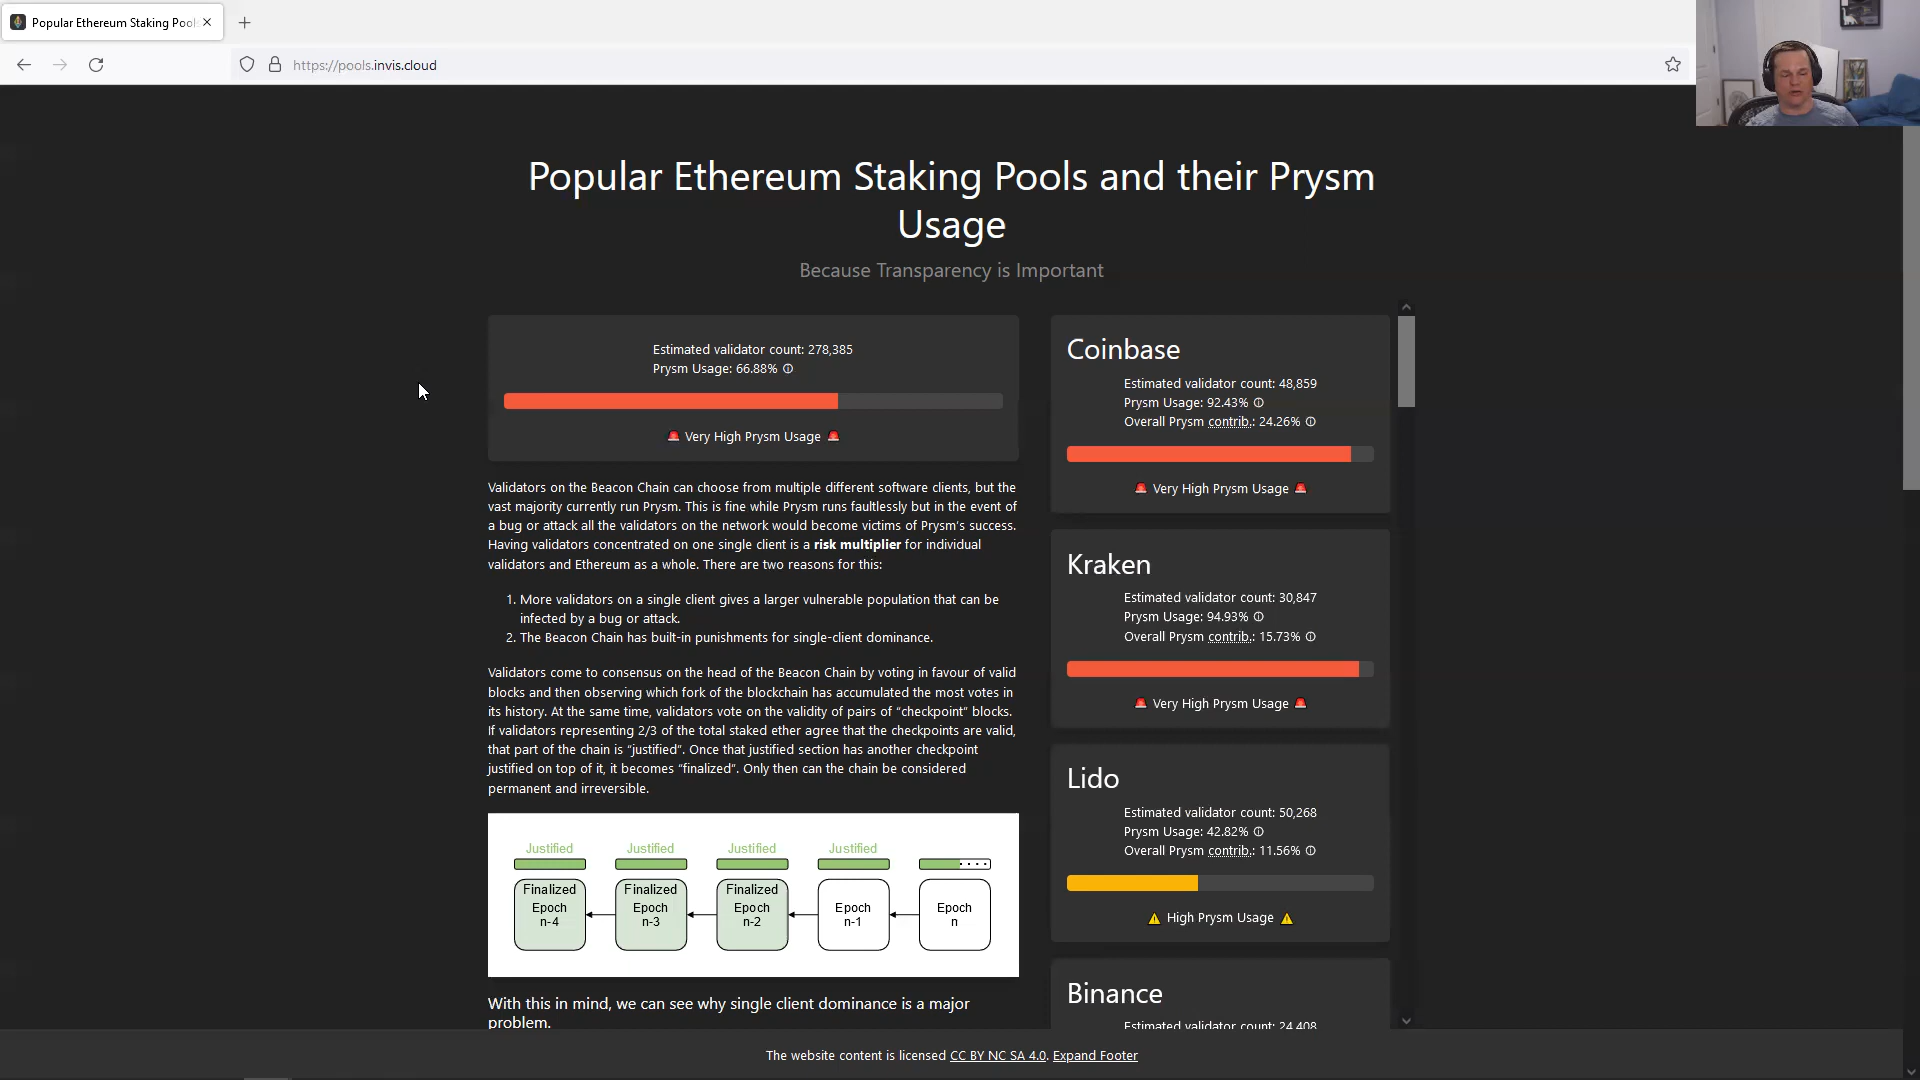 Popular Ethereum Staking Pool
https://pools.invis.cloud
Popular Ethereum Staking Pools and their Prysm
Usage
Because Transparency is Important
Estimated validator count: 278,385
Prysm Usage: 66.88%
Very High Prysm Usage
Validators on the Beacon Chain can choose from multiple different software clients, but the
vast majority currently run Prysm. This is fine while Prysm runs faultlessly but in the event of
a bug or attack all the validators on the network would become victims of Prysm's success.
Having validators concentrated on one single client is a risk multiplier for individual
validators and Ethereum as a whole. There are two reasons for this:
1. More validators on a single client gives a larger vulnerable population that can be
infected by a bug or attack.
2. The Beacon Chain has built-in punishments for single-client dominance.
Validators come to consensus on the head of the Beacon Chain by voting in favour of valid
blocks and then observing which fork of the blockchain has accumulated the most votes in
its history. At the same time, validators vote on the validity of pairs of “checkpoint” blocks.
If validators representing 2/3 of the total staked ether agree that the checkpoints are valid,
that part of the chain is “justified”. Once that justified section has another checkpoint
justified on top of it, it becomes “finalized”. Only then can the chain be considered
permanent and irreversible.
Justified Justified Justified Justified
Finalized Finalized Finalized
Epoch Epoch Epoch Epoch Epoch
n-4 n-3 n-2 n-1 n
With this in mind, we can see why single client dominance is a major
problem.
Coinbase
Estimated validator count: 48,859
Prysm Usage: 92.43%
Overall Prysm contrib.: 24.26%
Very High Prysm Usage
Kraken
Estimated validator count: 30,847
Prysm Usage: 94.93%
Overall Prysm contrib.: 15.73%
Very High Prysm Usage
Lido
Estimated validator count: 50,268
Prysm Usage: 42.82%
Overall Prysm contrib.: 11.56%
High Prysm Usage
Binance
Estimated validator count: 24,408
The website content is licensed CC BY NC SA 4.0. Expand Footer